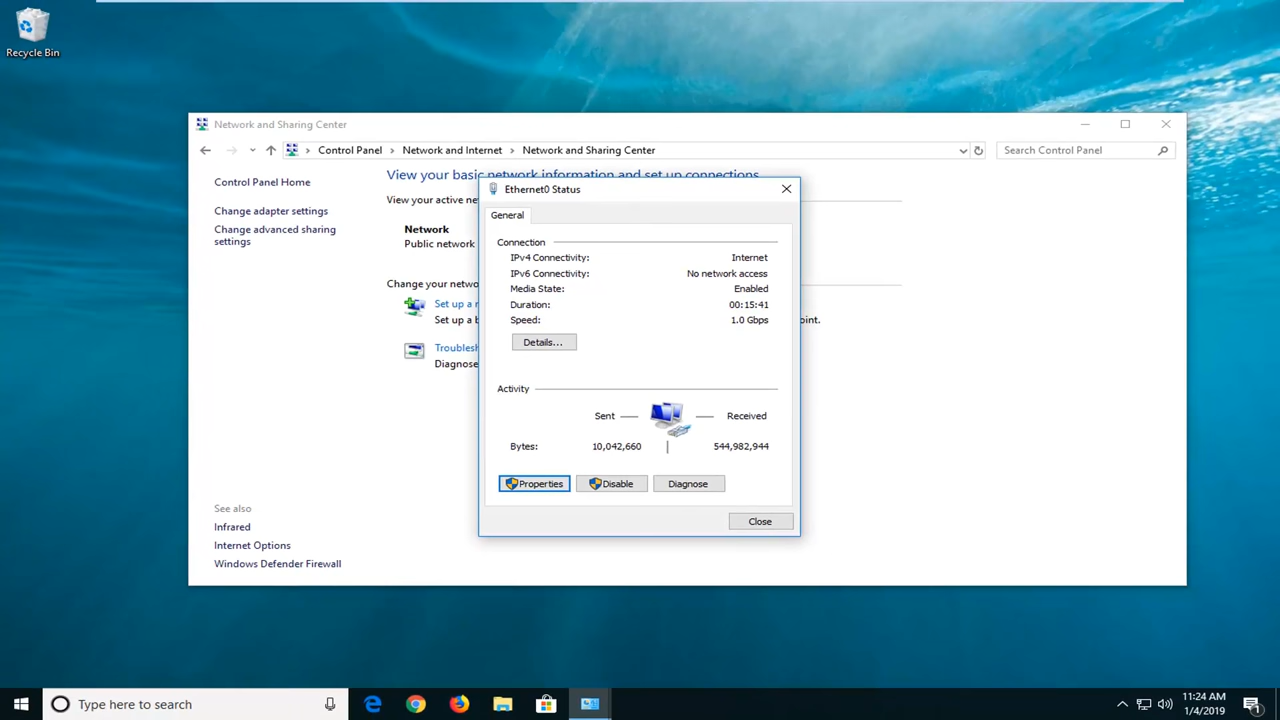 Recycle Bin
Network and Sharing Center
Control Panel > Network and Internet > Network and Sharing Center
Search Control Panel
Control Panel Home
Change adapter settings
Change advanced sharing
settings
See also
Infrared
Internet Options
Windows Defender Firewall
View your basic network information and set up connections
View your active ne
Network
Public network
Change your netwo
Set up a n
Set up a b
point.
Troublesh
Diagnose
Ethernet0 Status
General
Connection
IPv4 Connectivity: Internet
IPv6 Connectivity: No network access
Media State: Enabled
Duration: 00:15:41
Speed: 1.0 Gbps
Details...
Activity
Sent Received
Bytes: 10,042,660 544,982,944
Properties Disable Diagnose
Close
Type here to search
11:24 AM
1/4/2019
1